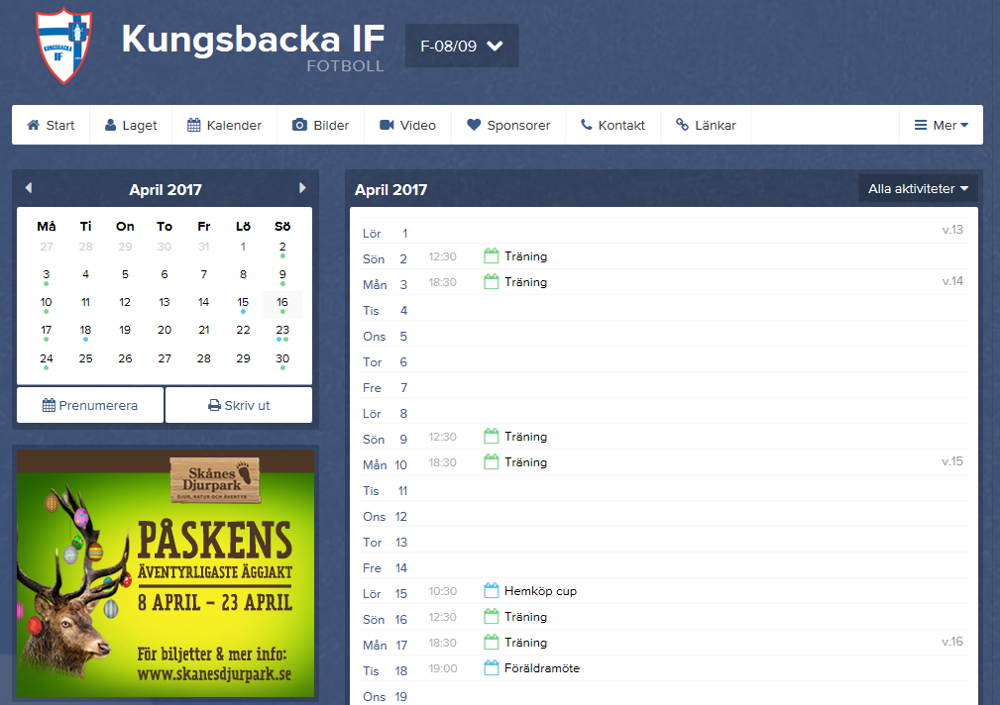 KUNGSBACKA
IF
Kungsbacka IF
FOTBOLL
F-08/09
Start Laget Kalender Bilder Video Sponsorer Kontakt Länkar Mer
April 2017
Må Ti On To Fr Lö Sö
27 28 29 30 31 1 2
3 4 5 6 7 8 9
10 11 12 13 14 15 16
17 18 19 20 21 22 23
24 25 26 27 28 29 30
Prenumerera Skriv ut
Skånes
Djurpark
DJUR, NATUR OCH ÄVENTYR
PÅSKENS
ÄVENTYRLIGASTE ÄGGJAKT
8 APRIL – 23 APRIL
För biljetter & mer info:
www.skanesdjurpark.se
April 2017 Alla aktiviteter
Lör 1 v.13
Sön 2 12:30 Träning
Mån 3 18:30 Träning v.14
Tis 4
Ons 5
Tor 6
Fre 7
Lör 8
Sön 9 12:30 Träning
Mån 10 18:30 Träning v.15
Tis 11
Ons 12
Tor 13
Fre 14
Lör 15 10:30 Hemköp cup
Sön 16 12:30 Träning
Mån 17 18:30 Träning v.16
Tis 18 19:00 Föräldramöte
Ons 19